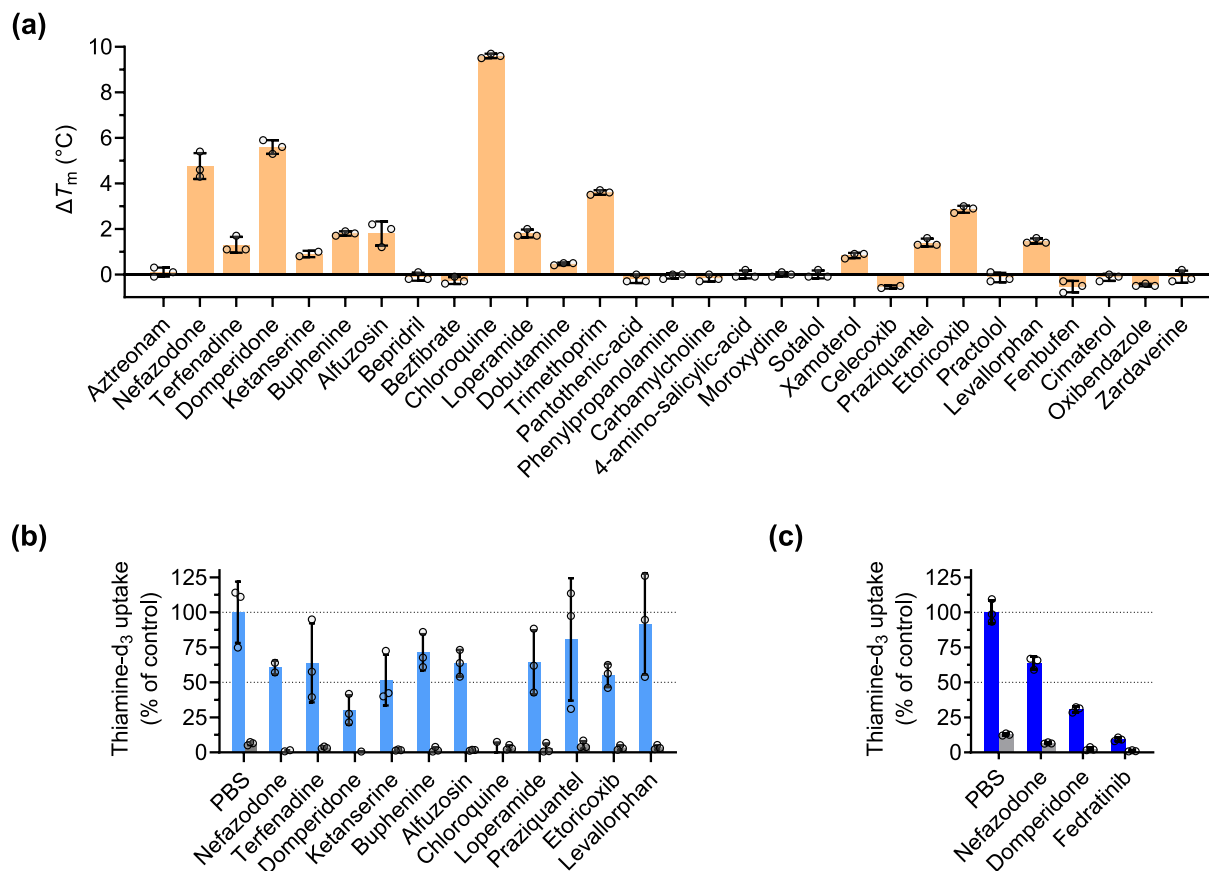 (a)
ΔTm (°C)
10
8
6
4
2
0
Aztreonam
Nefazodone
Terfenadine
Domperidone
Ketanserine
Buphenine
Alfuzosin
Bepridril
Bezifibrate
Chloroquine
Loperamide
Dobutamine
Trimethoprim
Pantothenic-acid
Phenylpropanolamine
Carbamylcholine
4-amino-salicylic-acid
Moroxydine
Sotalol
Xamoterol
Celecoxib
Praziquantel
Etoricoxib
Practolol
Levallorphan
Fenbufen
Cimaterol
Oxibendazole
Zardaverine
(b)
Thiamine-d3 uptake
(% of control)
125
100
75
50
25
0
PBS
Nefazodone
Terfenadine
Domperidone
Ketanserine
Buphenine
Alfuzosin
Chloroquine
Loperamide
Praziquantel
Etoricoxib
Levallorphan
(c)
Thiamine-d3 uptake
(% of control)
125
100
75
50
25
0
PBS
Nefazodone
Domperidone
Fedratinib